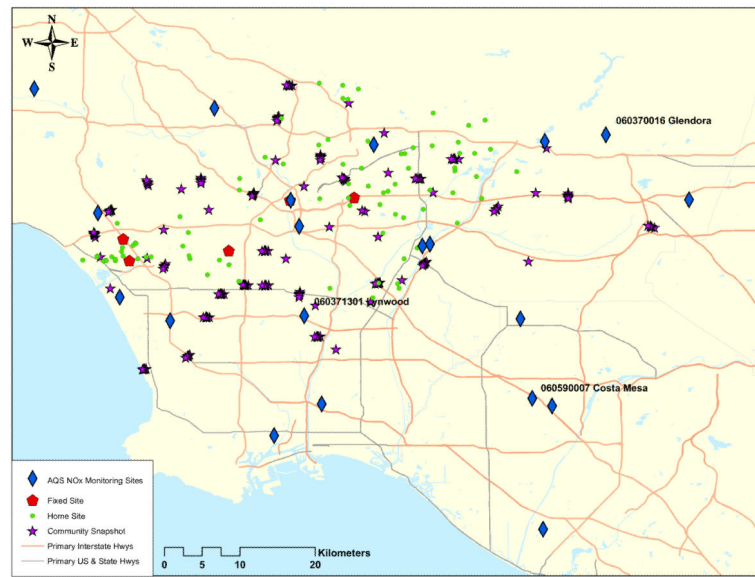 N
W E
S
060370016 Glendora
060371301 Lynwood
060590007 Costa Mesa
AQS NOx Monitoring Sites
Fixed Site
Home Site
Community Snapshot
Primary Interstate Hwys
Primary US & State Hwys
Kilometers
0 5 10 20